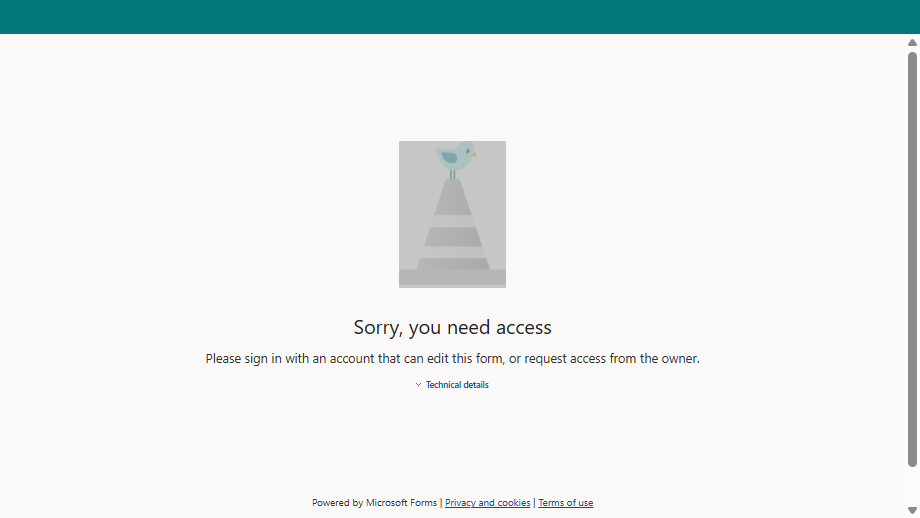 Sorry, you need access
Please sign in with an account that can edit this form, or request access from the owner.
Technical details
Powered by Microsoft Forms | Privacy and cookies | Terms of use